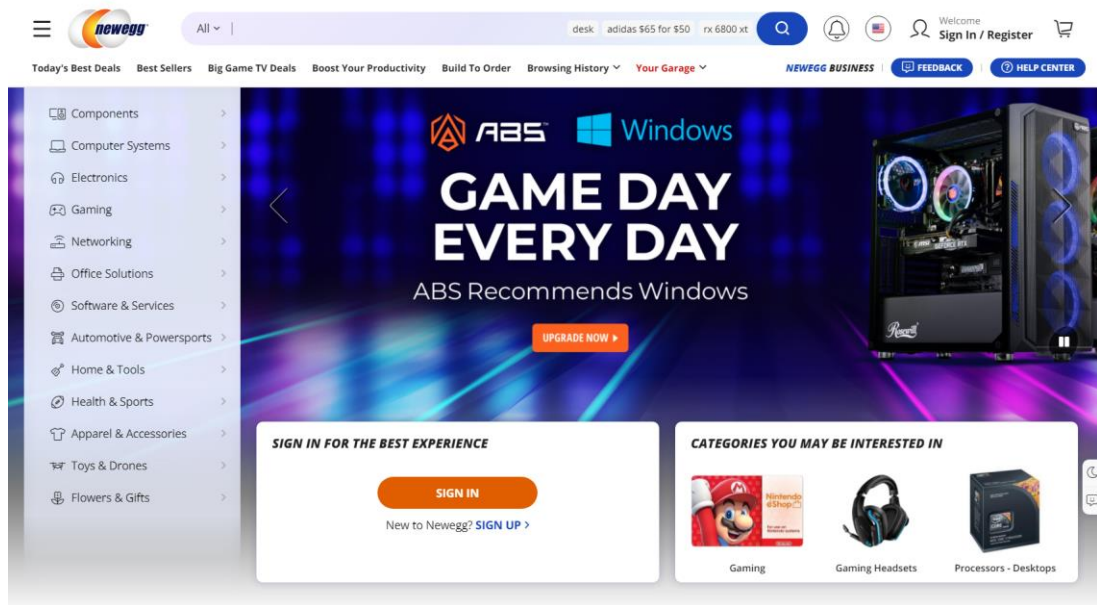 newegg
All
desk adidas $65 for $50 rx 6800 xt
Welcome
Sign In / Register
Today's Best Deals Best Sellers Big Game TV Deals Boost Your Productivity Build To Order Browsing History Your Garage NEWEGG BUSINESS FEEDBACK HELP CENTER
Components
Computer Systems
Electronics
Gaming
Networking
Office Solutions
Software & Services
Automotive & Powersports
Home & Tools
Health & Sports
Apparel & Accessories
Toys & Drones
Flowers & Gifts
ABS Windows
GAME DAY
EVERY DAY
ABS Recommends Windows
UPGRADE NOW
GEFORCE RTX
Rosewill
SIGN IN FOR THE BEST EXPERIENCE
SIGN IN
New to Newegg? SIGN UP
CATEGORIES YOU MAY BE INTERESTED IN
Nintendo
eShop
Gaming
Gaming Headsets
Processors - Desktops